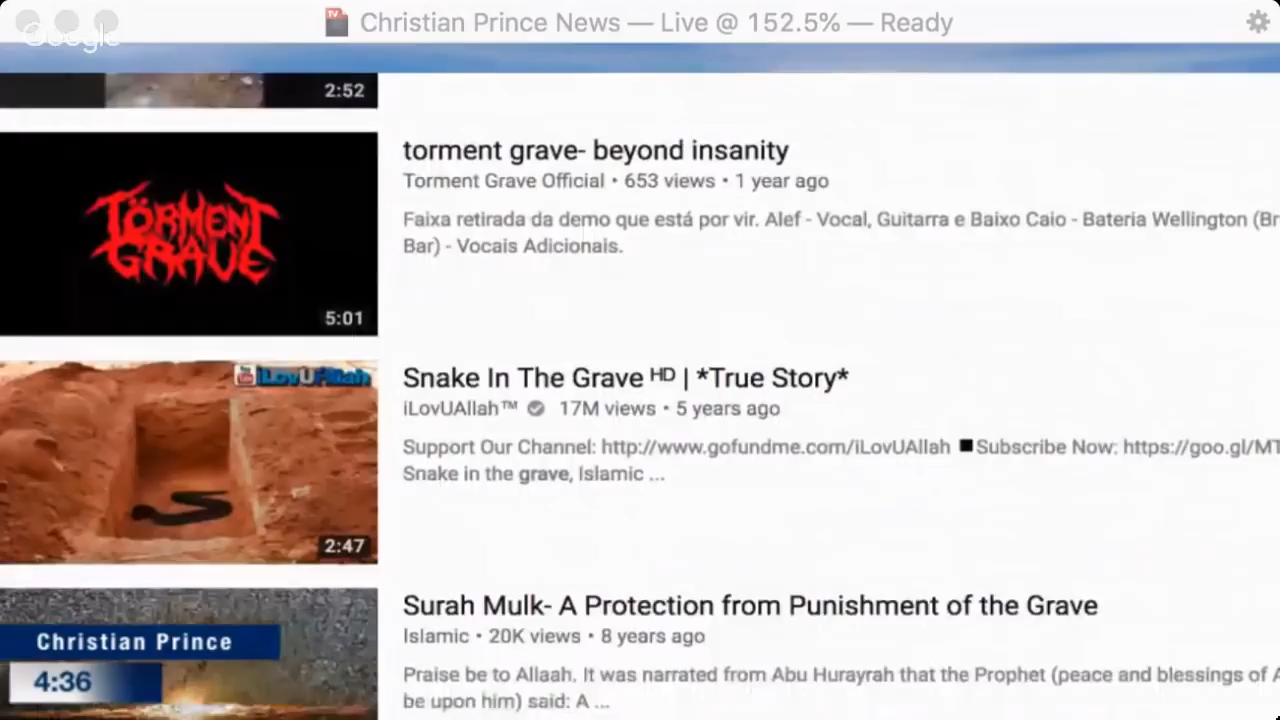 Google
Christian Prince News — Live @ 152.5% — Ready
2:52
TÖRMENT
GRAVE
5:01
torment grave- beyond insanity
Torment Grave Official • 653 views • 1 year ago
Faixa retirada da demo que está por vir. Alef - Vocal, Guitarra e Baixo Caio - Bateria Wellington (Br
Bar) - Vocais Adicionais.
iLovUAllah
2:47
Snake In The Grave ᴴᴰ | *True Story*
iLovUAllah™ 17M views • 5 years ago
Support Our Channel: http://www.gofundme.com/iLovUAllah ■ Subscribe Now: https://goo.gl/MT
Snake in the grave, Islamic ...
Surah Mulk- A Protection from Punishment of the Grave
Islamic • 20K views • 8 years ago
Praise be to Allaah. It was narrated from Abu Hurayrah that the Prophet (peace and blessings of A
be upon him) said: A ...
Christian Prince
4:36